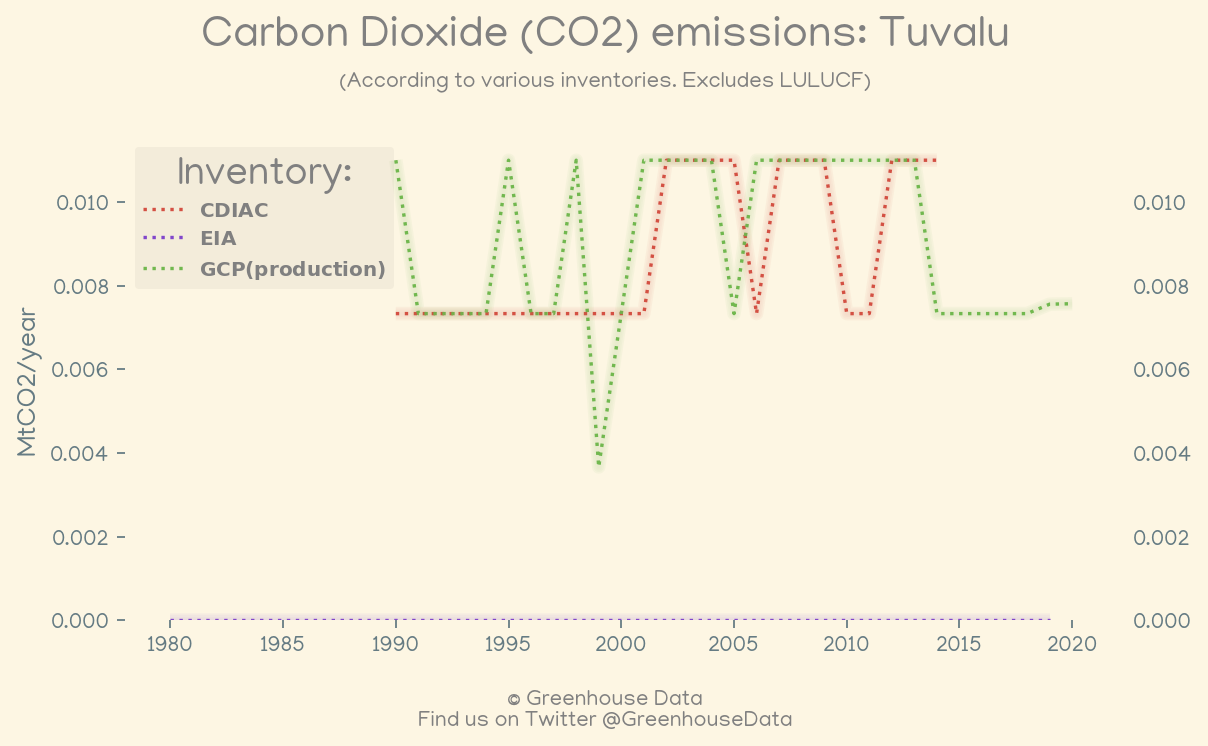 Carbon Dioxide (CO2) emissions: Tuvalu
(According to various inventories. Excludes LULUCF)
Inventory:
CDIAC
EIA
GCP(production)
MtCO2/year
0.010
0.008
0.006
0.004
0.002
0.000
0.010
0.008
0.006
0.004
0.002
0.000
1980 1985 1990 1995 2000 2005 2010 2015 2020
© Greenhouse Data
Find us on Twitter @GreenhouseData